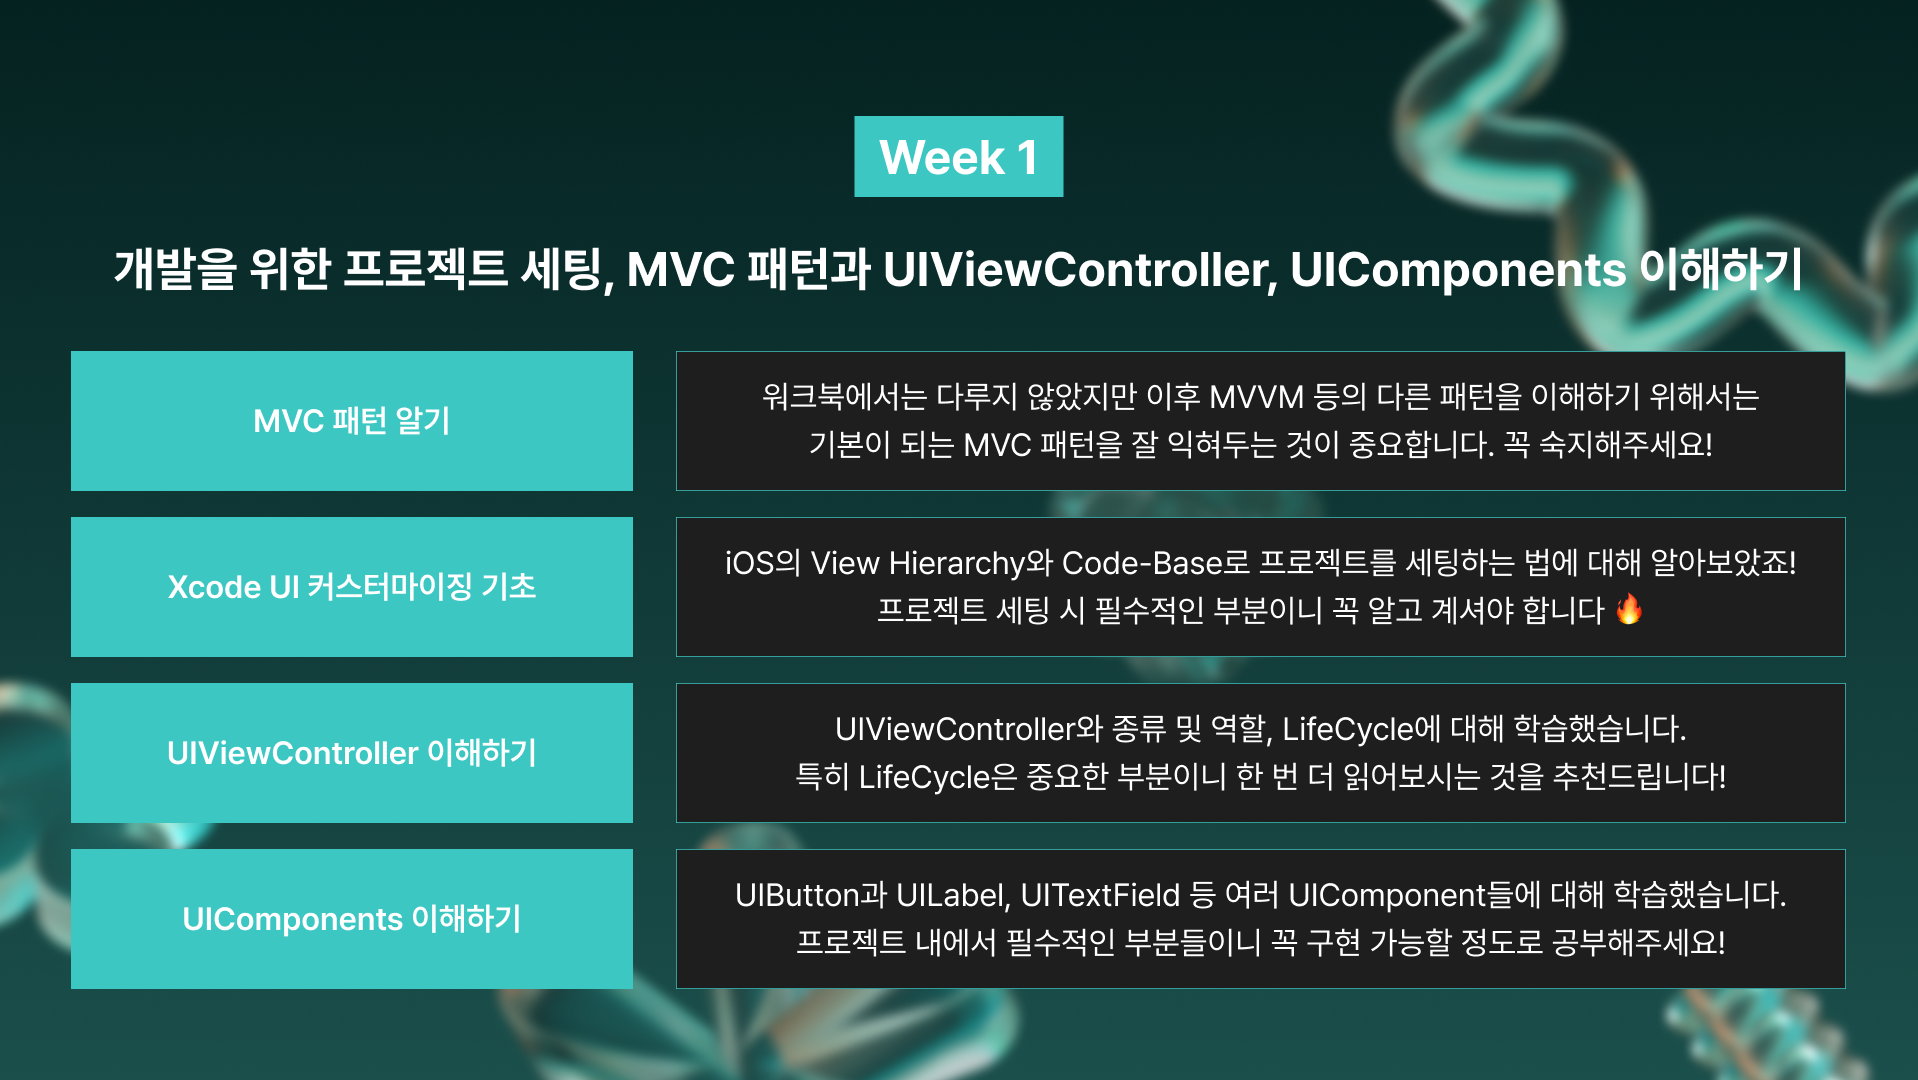 Week 1
개발을 위한 프로젝트 세팅, MVC 패턴과 UIViewController, UIComponents 이해하기
MVC 패턴 알기
워크북에서는 다루지 않았지만 이후 MVVM 등의 다른 패턴을 이해하기 위해서는
기본이 되는 MVC 패턴을 잘 익혀두는 것이 중요합니다. 꼭 숙지해주세요!
Xcode UI 커스터마이징 기초
iOS의 View Hierarchy와 Code-Base로 프로젝트를 세팅하는 법에 대해 알아보았죠!
프로젝트 세팅 시 필수적인 부분이니 꼭 알고 계셔야 합니다 🔥
UIViewController 이해하기
UIViewController와 종류 및 역할, LifeCycle에 대해 학습했습니다.
특히 LifeCycle은 중요한 부분이니 한 번 더 읽어보시는 것을 추천드립니다!
UIComponents 이해하기
UIButton과 UILabel, UITextField 등 여러 UIComponent들에 대해 학습했습니다.
프로젝트 내에서 필수적인 부분들이니 꼭 구현 가능할 정도로 공부해주세요!